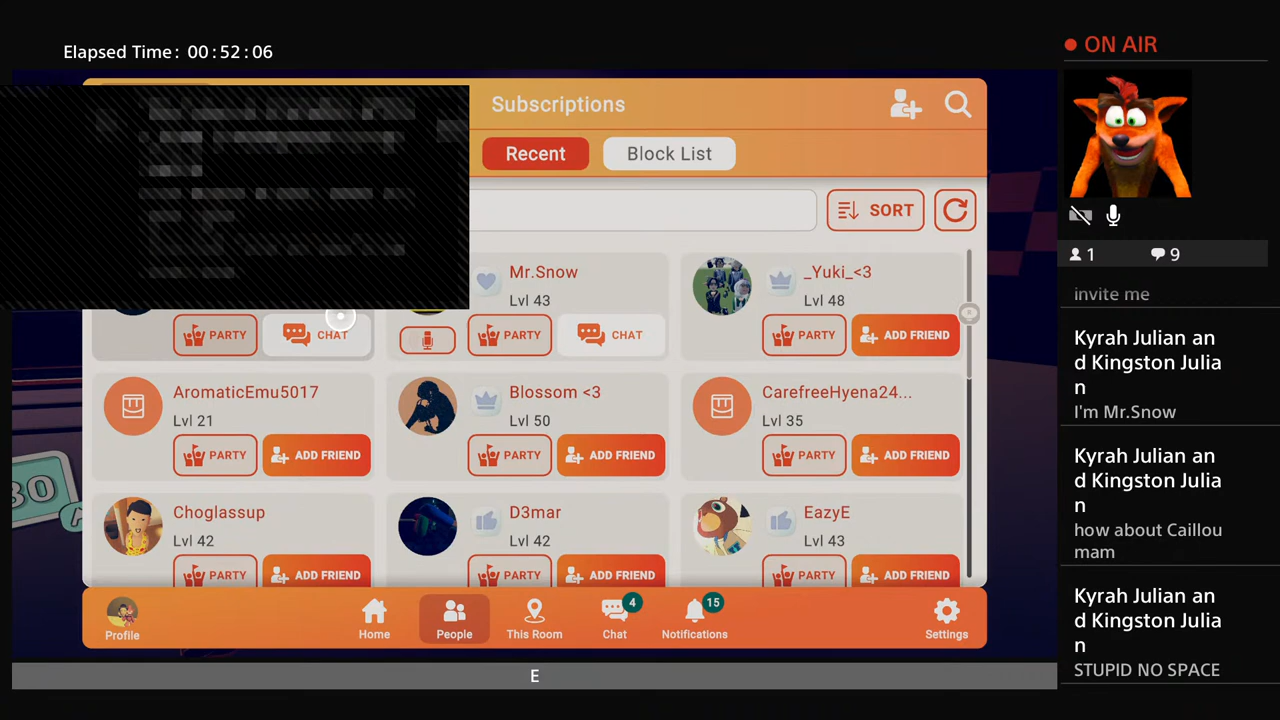 Elapsed Time: 00:52:06
ON AIR
Subscriptions
Recent
Block List
SORT
Mr.Snow
Lvl 43
_Yuki_<3
Lvl 48
PARTY
CHAT
PARTY
CHAT
PARTY
ADD FRIEND
AromaticEmu5017
Lvl 21
PARTY
ADD FRIEND
Blossom <3
Lvl 50
PARTY
ADD FRIEND
CarefreeHyena24...
Lvl 35
PARTY
ADD FRIEND
30
Choglassup
Lvl 42
PARTY
ADD FRIEND
D3mar
Lvl 42
PARTY
ADD FRIEND
EazyE
Lvl 43
PARTY
ADD FRIEND
Profile
Home
People
This Room
4
Chat
15
Notifications
Settings
E
1
9
invite me
Kyrah Julian an
d Kingston Julia
n
I'm Mr.Snow
Kyrah Julian an
d Kingston Julia
n
how about Caillou
mam
Kyrah Julian an
d Kingston Julia
n
STUPID NO SPACE